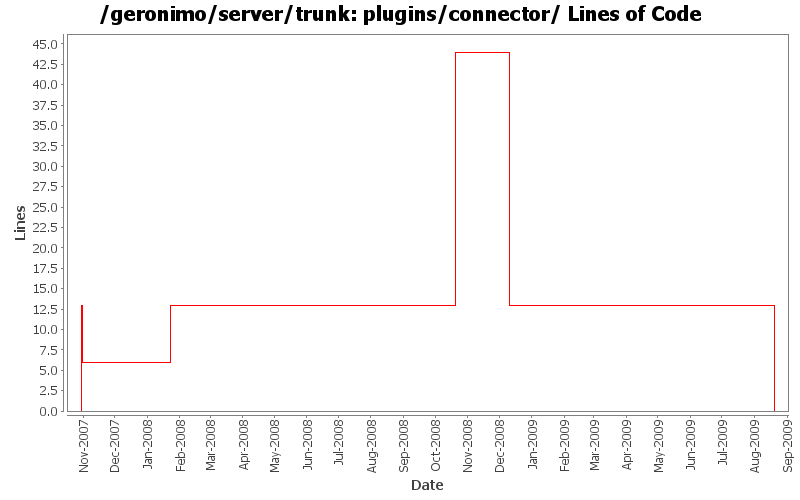 /geronimo/server/trunk: plugins/connector/ Lines of Code
45.0
42.5
40.0
37.5
35.0
32.5
30.0
27.5
25.0
22.5
20.0
17.5
15.0
12.5
10.0
7.5
5.0
2.5
0.0
Lines
Nov-2007
Dec-2007
Jan-2008
Feb-2008
Mar-2008
Apr-2008
May-2008
Jun-2008
Jul-2008
Aug-2008
Sep-2008
Oct-2008
Nov-2008
Dec-2008
Jan-2009
Feb-2009
Mar-2009
Apr-2009
May-2009
Jun-2009
Jul-2009
Aug-2009
Sep-2009
Date